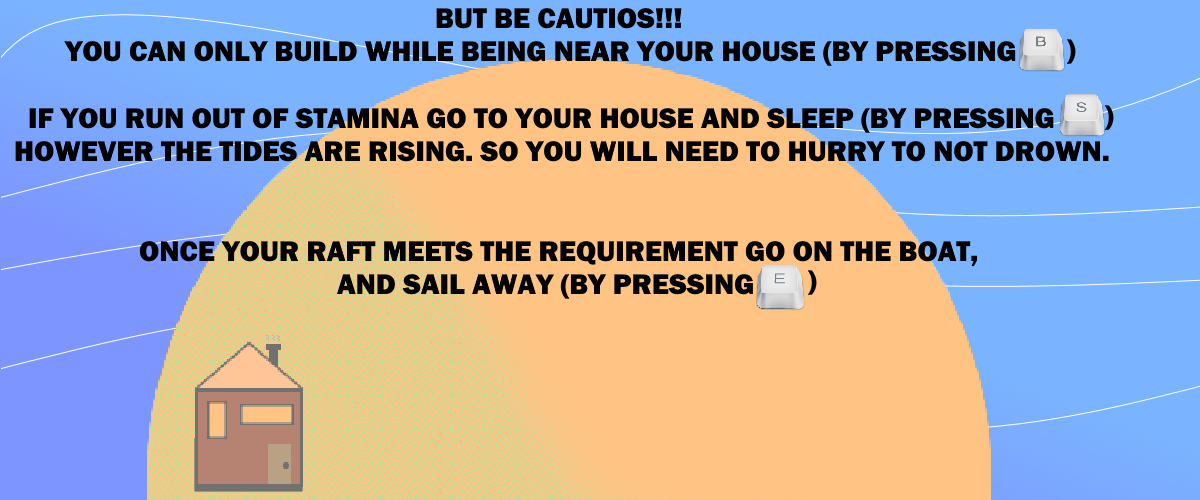 BUT BE CAUTIOS!!!
YOU CAN ONLY BUILD WHILE BEING NEAR YOUR HOUSE (BY PRESSING B )
IF YOU RUN OUT OF STAMINA GO TO YOUR HOUSE AND SLEEP (BY PRESSING S )
HOWEVER THE TIDES ARE RISING. SO YOU WILL NEED TO HURRY TO NOT DROWN.
ONCE YOUR RAFT MEETS THE REQUIREMENT GO ON THE BOAT,
AND SAIL AWAY (BY PRESSING E )